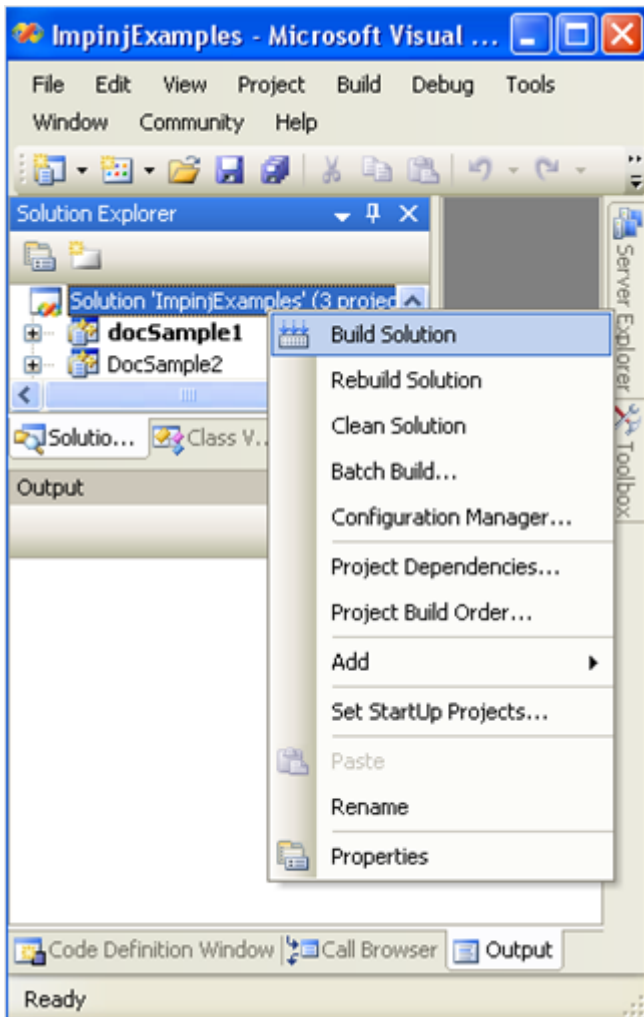 ImpinjExamples - Microsoft Visual ...
File Edit View Project Build Debug Tools
Window Community Help
Solution Explorer
Solution 'ImpinjExamples' (3 projec
docSample1
DocSample2
Solutio... Class V...
Output
Build Solution
Rebuild Solution
Clean Solution
Batch Build...
Configuration Manager...
Project Dependencies...
Project Build Order...
Add
Set StartUp Projects...
Paste
Rename
Properties
Server Explorer
Toolbox
Code Definition Window Call Browser Output
Ready